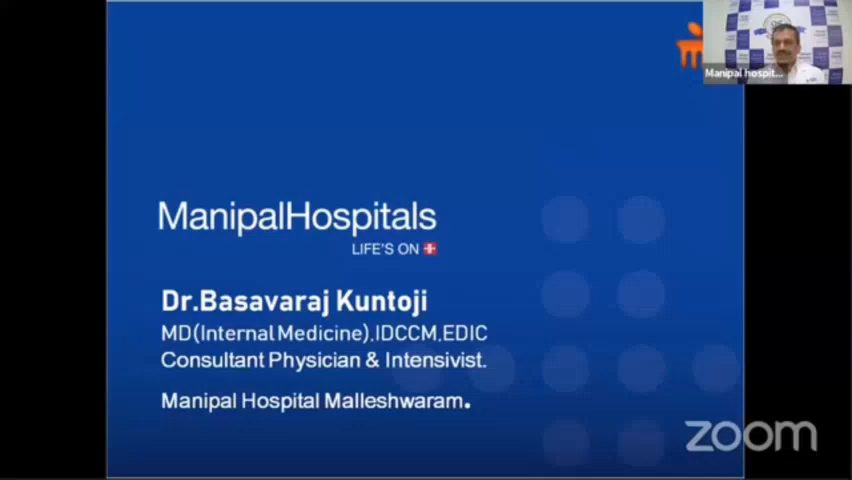 Manipal hospit...
ManipalHospitals
LIFE'S ON
Dr.Basavaraj Kuntoji
MD(Internal Medicine),IDCCM,EDIC
Consultant Physician & Intensivist.
Manipal Hospital Malleshwaram.
zoom